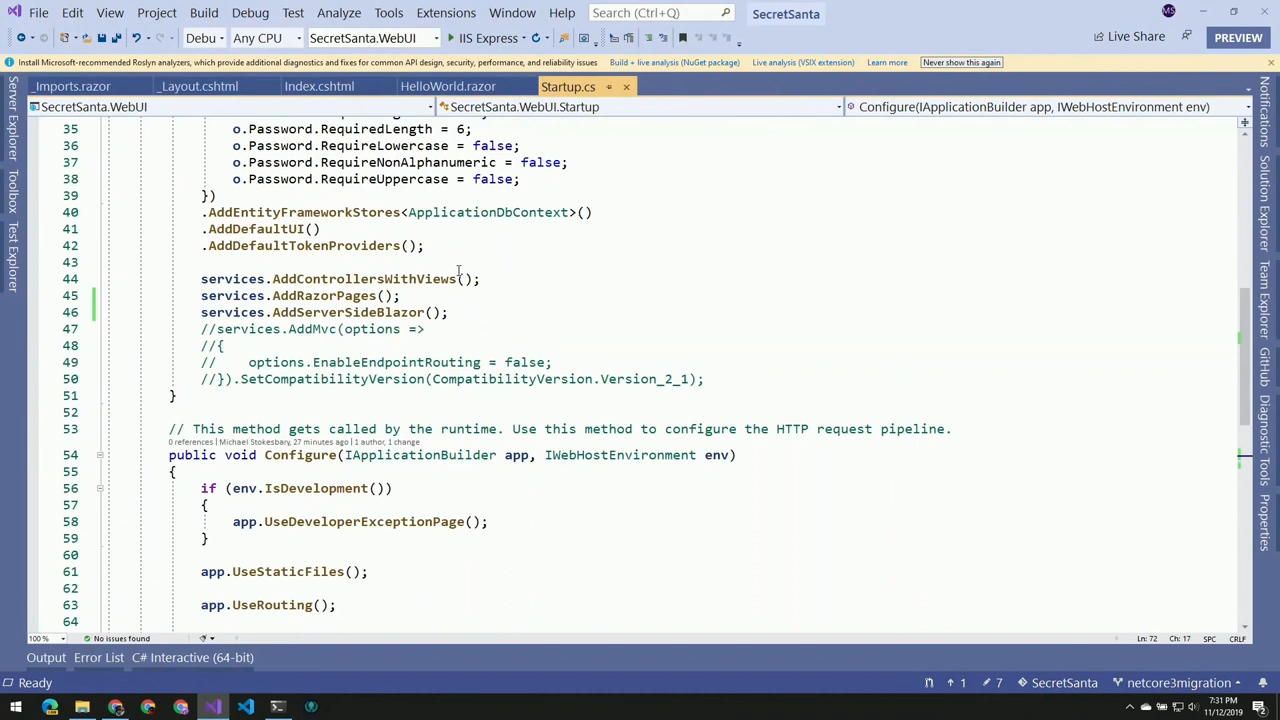 File Edit View Project Build Debug Test Analyze Tools Extensions Window Help Search (Ctrl+Q) SecretSanta MS
Debu Any CPU SecretSanta.WebUI IIS Express Live Share PREVIEW
Install Microsoft-recommended Roslyn analyzers, which provide additional diagnostics and fixes for common API design, security, performance, and reliability issues Build + live analysis (NuGet package) Live analysis (VSIX extension) Learn more Never show this again
_Imports.razor _Layout.cshtml Index.cshtml HelloWorld.razor Startup.cs
SecretSanta.WebUI SecretSanta.WebUI.Startup Configure(IApplicationBuilder app, IWebHostEnvironment env)
Server Explorer Toolbox Test Explorer
35
36 o.Password.RequiredLength = 6;
36 o.Password.RequireLowercase = false;
37 o.Password.RequireNonAlphanumeric = false;
38 o.Password.RequireUppercase = false;
39 })
40 .AddEntityFrameworkStores<ApplicationDbContext>()
41 .AddDefaultUI()
42 .AddDefaultTokenProviders();
43
44 services.AddControllersWithViews();
45 services.AddRazorPages();
46 services.AddServerSideBlazor();
47 //services.AddMvc(options =>
48 //{
49 // options.EnableEndpointRouting = false;
50 //}).SetCompatibilityVersion(CompatibilityVersion.Version_2_1);
51 }
52
53 // This method gets called by the runtime. Use this method to configure the HTTP request pipeline.
0 references | Michael Stokesbary, 27 minutes ago | 1 author, 1 change
54 public void Configure(IApplicationBuilder app, IWebHostEnvironment env)
55 {
56 if (env.IsDevelopment())
57 {
58 app.UseDeveloperExceptionPage();
59 }
60
61 app.UseStaticFiles();
62
63 app.UseRouting();
64
Notifications Solution Explorer Team Explorer GitHub Diagnostic Tools
100 % No issues found Ln: 72 Ch: 17 SPC CRLF
Output Error List C# Interactive (64-bit)
Ready 1 7 SecretSanta netcore3migration
7:31 PM
11/12/2019
2